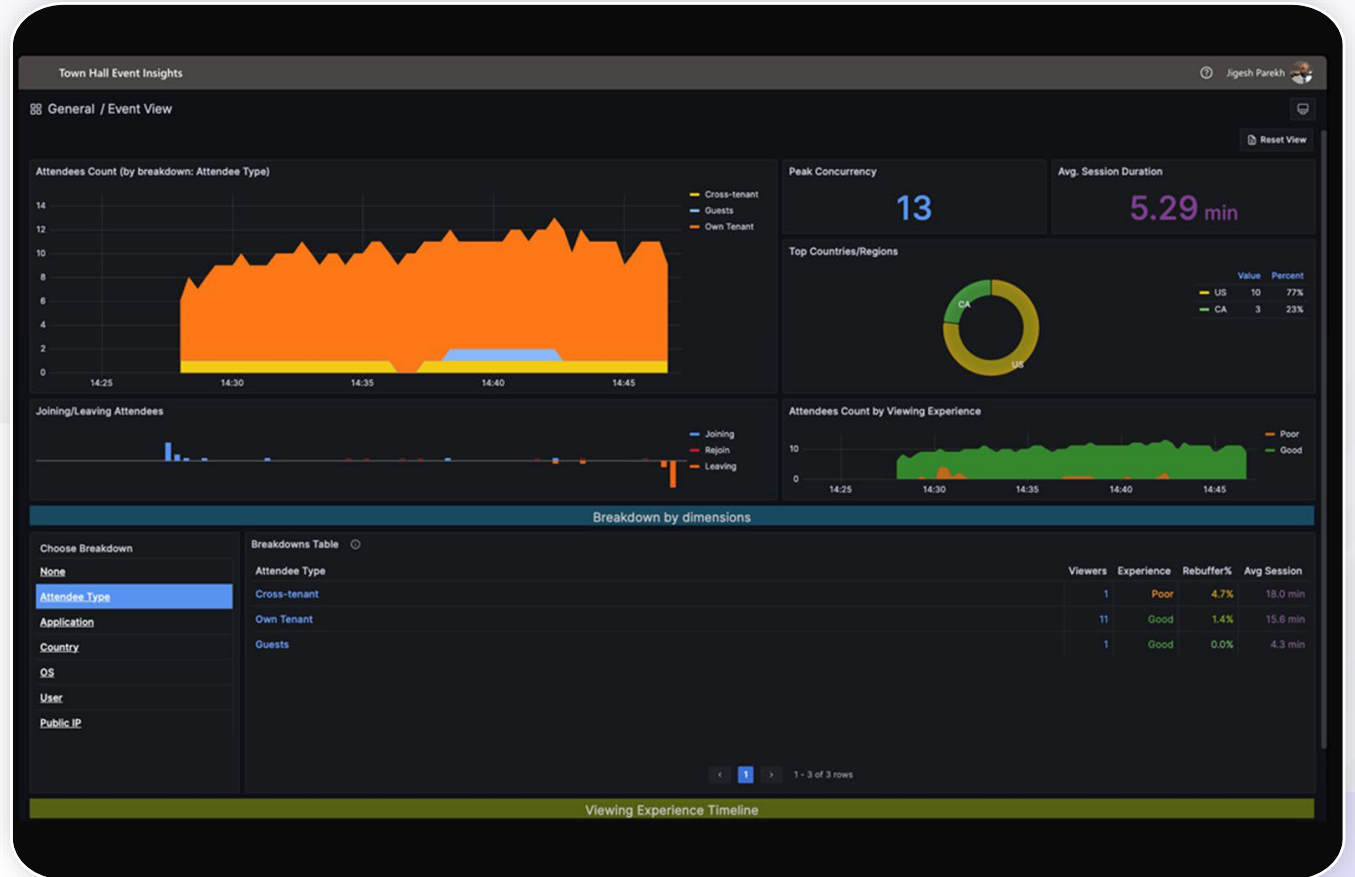 Town Hall Event Insights
Jigesh Parekh
General / Event View
Reset View
Attendees Count (by breakdown: Attendee Type)
14
12
10
8
6
4
2
0
14:25 14:30 14:35 14:40 14:45
Cross-tenant
Guests
Own Tenant
Peak Concurrency
13
Avg. Session Duration
5.29 min
Top Countries/Regions
CA
US
Value Percent
US 10 77%
CA 3 23%
Joining/Leaving Attendees
Joining
Rejoin
Leaving
Attendees Count by Viewing Experience
10
0
14:25 14:30 14:35 14:40 14:45
Poor
Good
Breakdown by dimensions
Choose Breakdown
None
Attendee Type
Application
Country
OS
User
Public IP
Breakdowns Table
Attendee Type Viewers Experience Rebuffer% Avg Session
Cross-tenant 1 Poor 4.7% 18.0 min
Own Tenant 11 Good 1.4% 15.6 min
Guests 1 Good 0.0% 4.3 min
1 1 - 3 of 3 rows
Viewing Experience Timeline